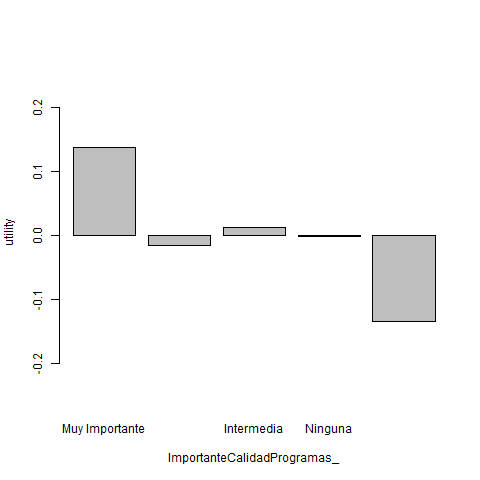 0.2
0.1
0.0
-0.1
-0.2
utility
Muy Importante Intermedia Ninguna
ImportanteCalidadProgramas_